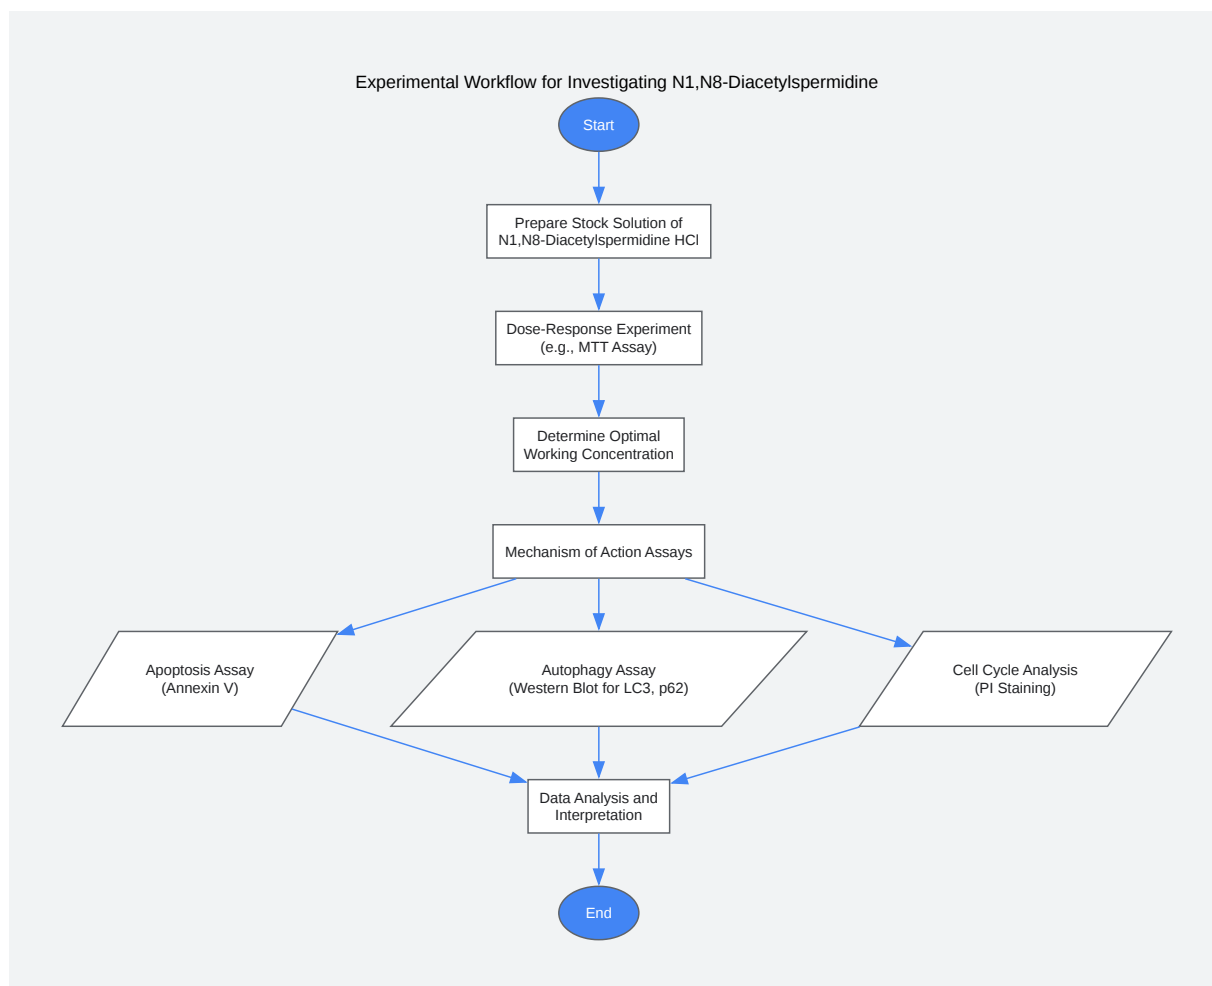 Experimental Workflow for Investigating N1,N8-Diacetylspermidine
Start
Prepare Stock Solution of
N1,N8-Diacetylspermidine HCl
Dose-Response Experiment
(e.g., MTT Assay)
Determine Optimal
Working Concentration
Mechanism of Action Assays
Apoptosis Assay
(Annexin V)
Autophagy Assay
(Western Blot for LC3, p62)
Cell Cycle Analysis
(PI Staining)
Data Analysis and
Interpretation
End